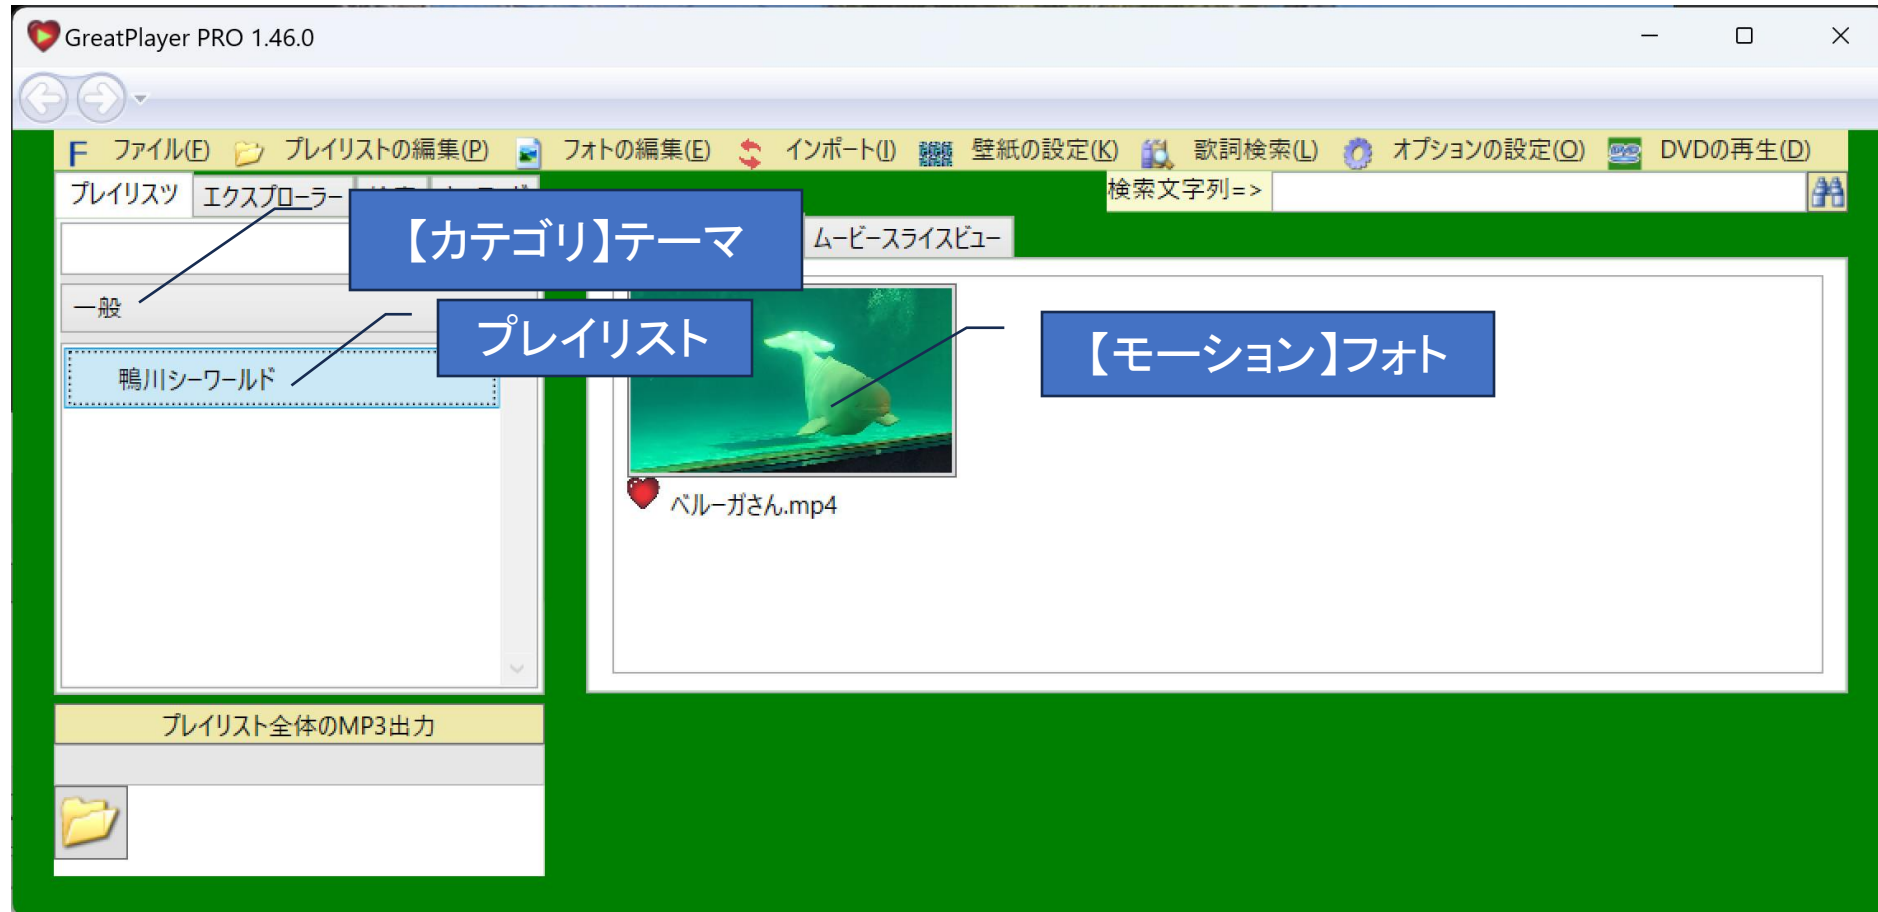 GreatPlayer PRO 1.46.0
F ファイル(F) プレイリストの編集(P) フォトの編集(E) インポート(I) 壁紙の設定(K) 歌詞検索(L) オプションの設定(O) DVDの再生(D)
プレイリスツ エクスプローラー
検索文字列=>
【カテゴリ】テーマ
ムービースライスビュー
一般
プレイリスト
【モーション】フォト
鴨川シーワールド
ベルーガさん.mp4
プレイリスト全体のMP3出力